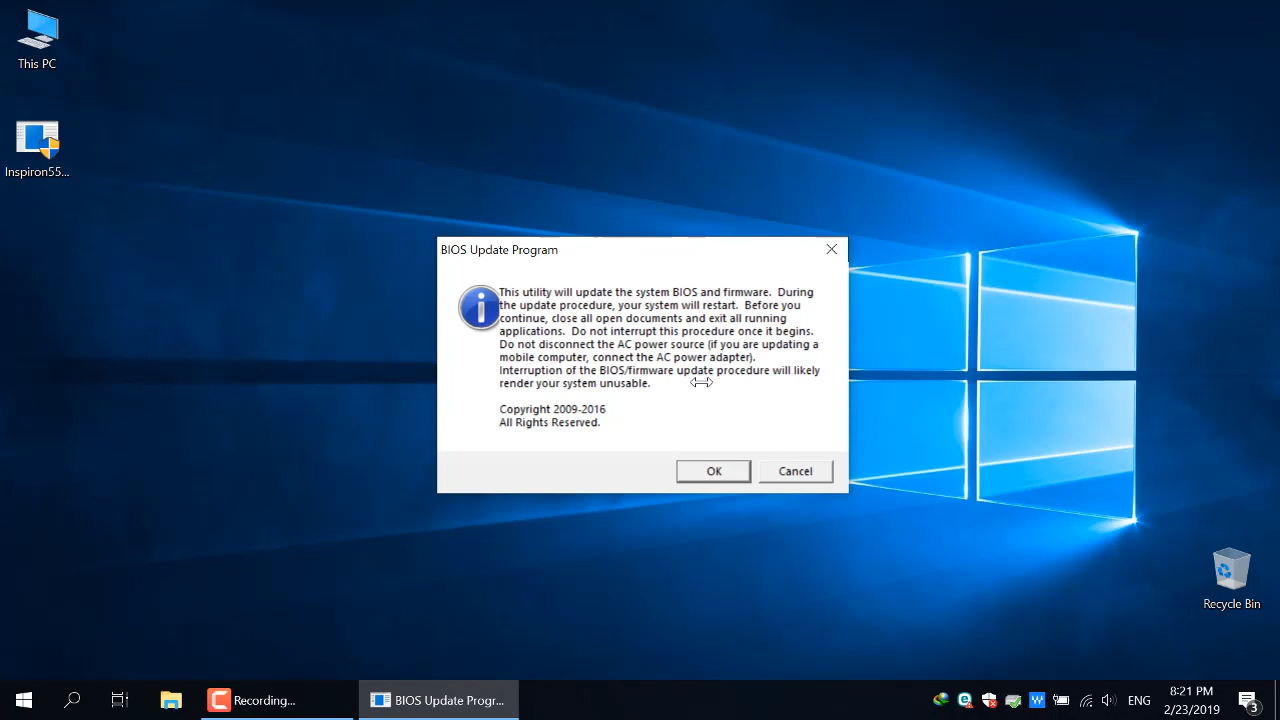 This PC
Inspiron55...
BIOS Update Program
This utility will update the system BIOS and firmware.  During
the update procedure, your system will restart.  Before you
continue, close all open documents and exit all running
applications.  Do not interrupt this procedure once it begins.
Do not disconnect the AC power source (if you are updating a
mobile computer, connect the AC power adapter).
Interruption of the BIOS/firmware update procedure will likely
render your system unusable.
Copyright 2009-2016
All Rights Reserved.
OK
Cancel
Recycle Bin
Recording...
BIOS Update Progr...
W
ENG
8:21 PM
2/23/2019
3